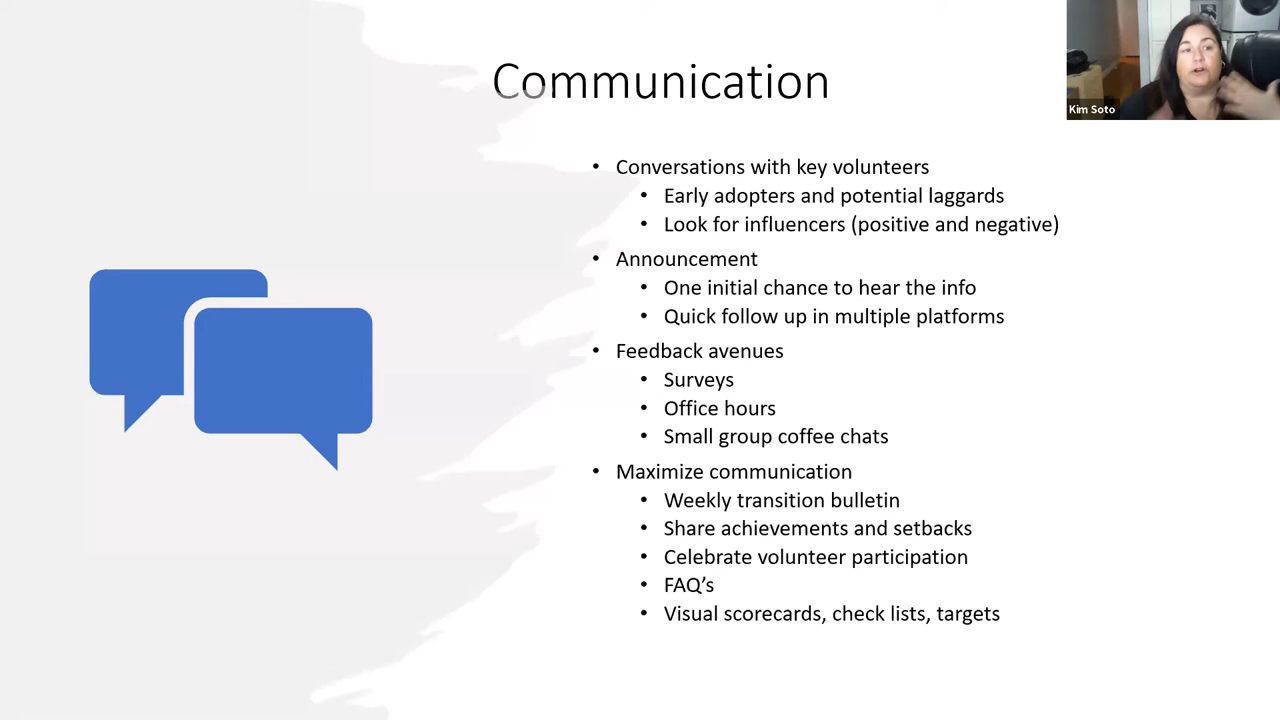 Communication
Kim Soto
• Conversations with key volunteers
• Early adopters and potential laggards
• Look for influencers (positive and negative)
• Announcement
• One initial chance to hear the info
• Quick follow up in multiple platforms
• Feedback avenues
• Surveys
• Office hours
• Small group coffee chats
• Maximize communication
• Weekly transition bulletin
• Share achievements and setbacks
• Celebrate volunteer participation
• FAQ’s
• Visual scorecards, check lists, targets